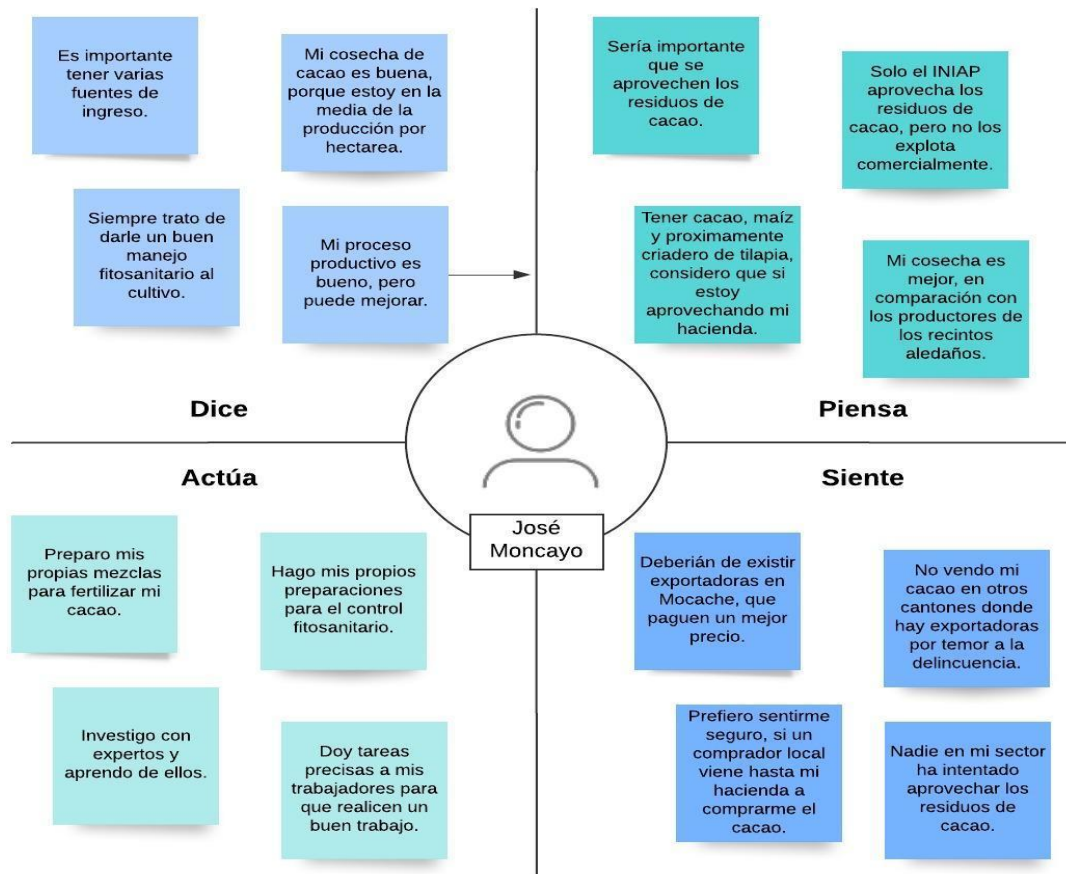 Es importante
tener varias
fuentes de
ingreso.
Mi cosecha de
cacao es buena,
porque estoy en la
media de la
producción por
hectarea.
Siempre trato de
darle un buen
manejo
fitosanitario al
cultivo.
Mi proceso
productivo es
bueno, pero
puede mejorar.
Dice
Sería importante
que se
aprovechen los
residuos de
cacao.
Solo el INIAP
aprovecha los
residuos de
cacao, pero no los
explota
comercialmente.
Tener cacao, maíz
y proximamente
criadero de tilapia,
considero que si
estoy
aprovechando mi
hacienda.
Mi cosecha es
mejor, en
comparación con
los productores de
los recintos
aledaños.
Piensa
José
Moncayo
Actúa
Preparo mis
propias mezclas
para fertilizar mi
cacao.
Hago mis propios
preparaciones
para el control
fitosanitario.
Investigo con
expertos y
aprendo de ellos.
Doy tareas
precisas a mis
trabajadores para
que realicen un
buen trabajo.
Siente
Deberián de existir
exportadoras en
Mocache, que
paguen un mejor
precio.
No vendo mi
cacao en otros
cantones donde
hay exportadoras
por temor a la
delincuencia.
Prefiero sentirme
seguro, si un
comprador local
viene hasta mi
hacienda a
comprarme el
cacao.
Nadie en mi sector
ha intentado
aprovechar los
residuos de
cacao.